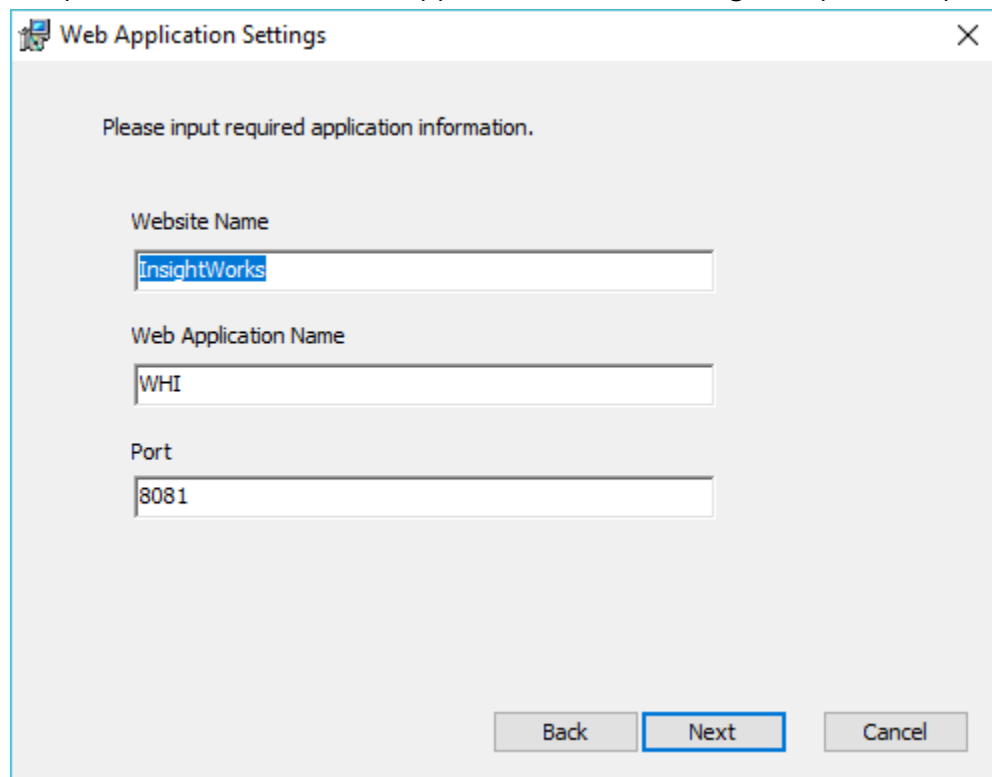 Web Application Settings
Please input required application information.
Website Name
InsightWorks
Web Application Name
WHI
Port
8081
Back Next Cancel